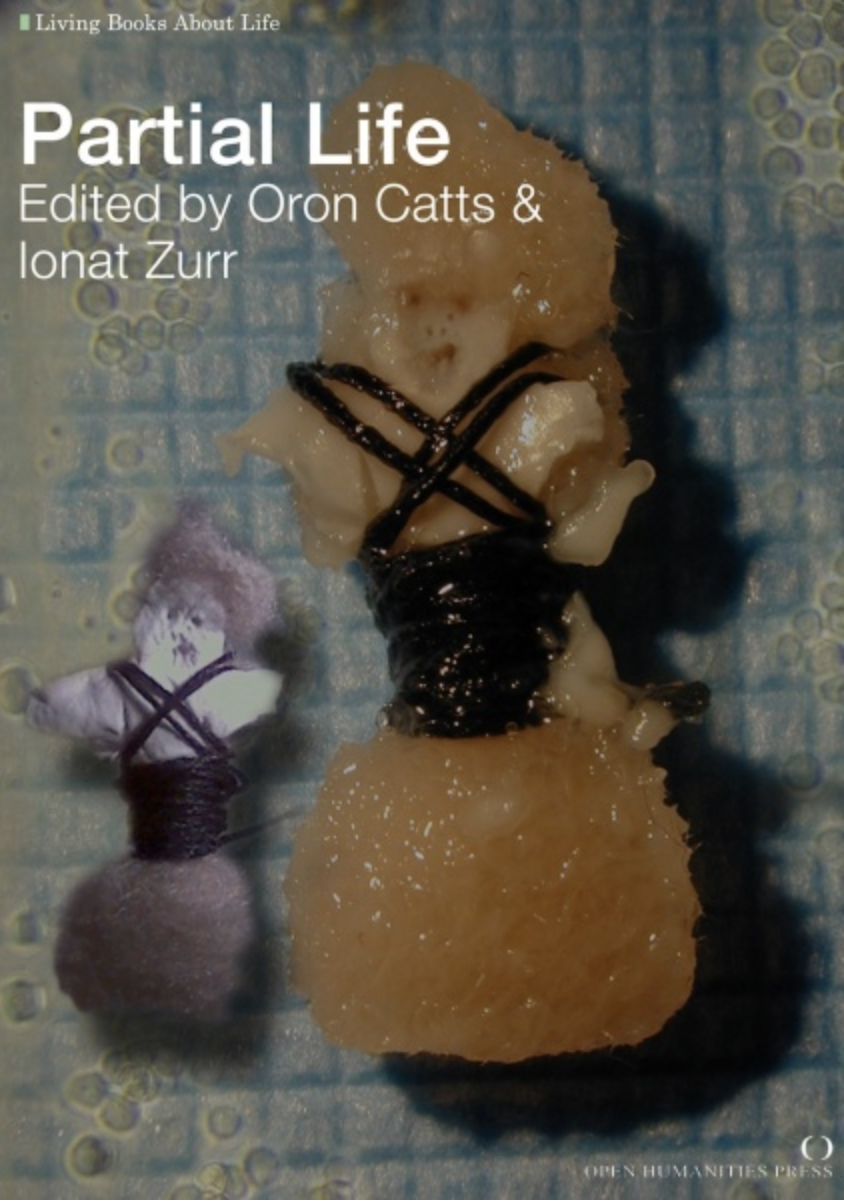 Living Books About Life
Partial Life
Edited by Oron Catts &
Ionat Zurr
OPEN HUMANITIES PRESS